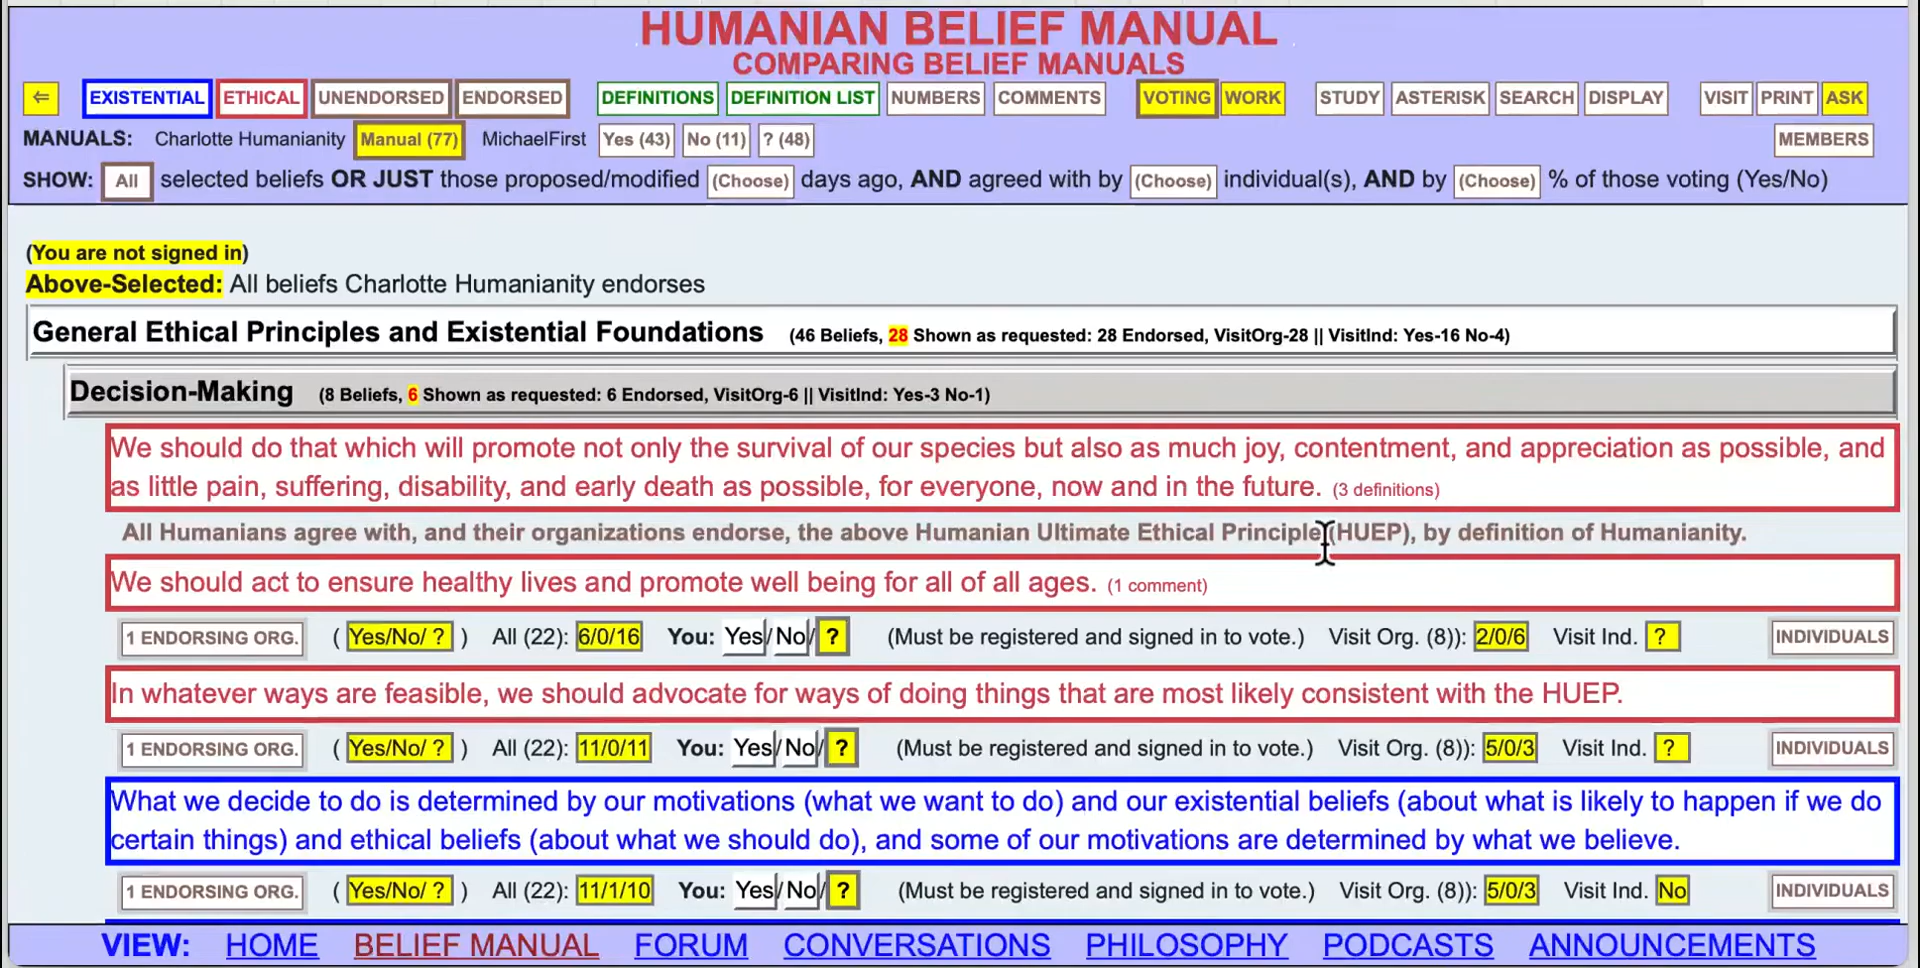 HUMANIAN BELIEF MANUAL
COMPARING BELIEF MANUALS
⇐ EXISTENTIAL ETHICAL UNENDORSED ENDORSED DEFINITIONS DEFINITION LIST NUMBERS COMMENTS VOTING WORK STUDY ASTERISK SEARCH DISPLAY VISIT PRINT ASK
MANUALS: Charlotte Humanianity Manual (77) MichaelFirst Yes (43) No (11) ? (48) MEMBERS
SHOW: All selected beliefs OR JUST those proposed/modified (Choose) days ago, AND agreed with by (Choose) individual(s), AND by (Choose) % of those voting (Yes/No)
(You are not signed in)
Above-Selected: All beliefs Charlotte Humanianity endorses
General Ethical Principles and Existential Foundations (46 Beliefs, 28 Shown as requested: 28 Endorsed, VisitOrg-28 || VisitInd: Yes-16 No-4)
Decision-Making (8 Beliefs, 6 Shown as requested: 6 Endorsed, VisitOrg-6 || VisitInd: Yes-3 No-1)
We should do that which will promote not only the survival of our species but also as much joy, contentment, and appreciation as possible, and
as little pain, suffering, disability, and early death as possible, for everyone, now and in the future. (3 definitions)
All Humanians agree with, and their organizations endorse, the above Humanian Ultimate Ethical Principle (HUEP), by definition of Humanianity.
We should act to ensure healthy lives and promote well being for all of all ages. (1 comment)
1 ENDORSING ORG. ( Yes/No/ ? ) All (22): 6/0/16 You: Yes/ No/ ? (Must be registered and signed in to vote.) Visit Org. (8)): 2/0/6 Visit Ind. ? INDIVIDUALS
In whatever ways are feasible, we should advocate for ways of doing things that are most likely consistent with the HUEP.
1 ENDORSING ORG. ( Yes/No/ ? ) All (22): 11/0/11 You: Yes/ No/ ? (Must be registered and signed in to vote.) Visit Org. (8)): 5/0/3 Visit Ind. ? INDIVIDUALS
What we decide to do is determined by our motivations (what we want to do) and our existential beliefs (about what is likely to happen if we do
certain things) and ethical beliefs (about what we should do), and some of our motivations are determined by what we believe.
1 ENDORSING ORG. ( Yes/No/ ? ) All (22): 11/1/10 You: Yes/ No/ ? (Must be registered and signed in to vote.) Visit Org. (8)): 5/0/3 Visit Ind. No INDIVIDUALS
VIEW: HOME BELIEF MANUAL FORUM CONVERSATIONS PHILOSOPHY PODCASTS ANNOUNCEMENTS